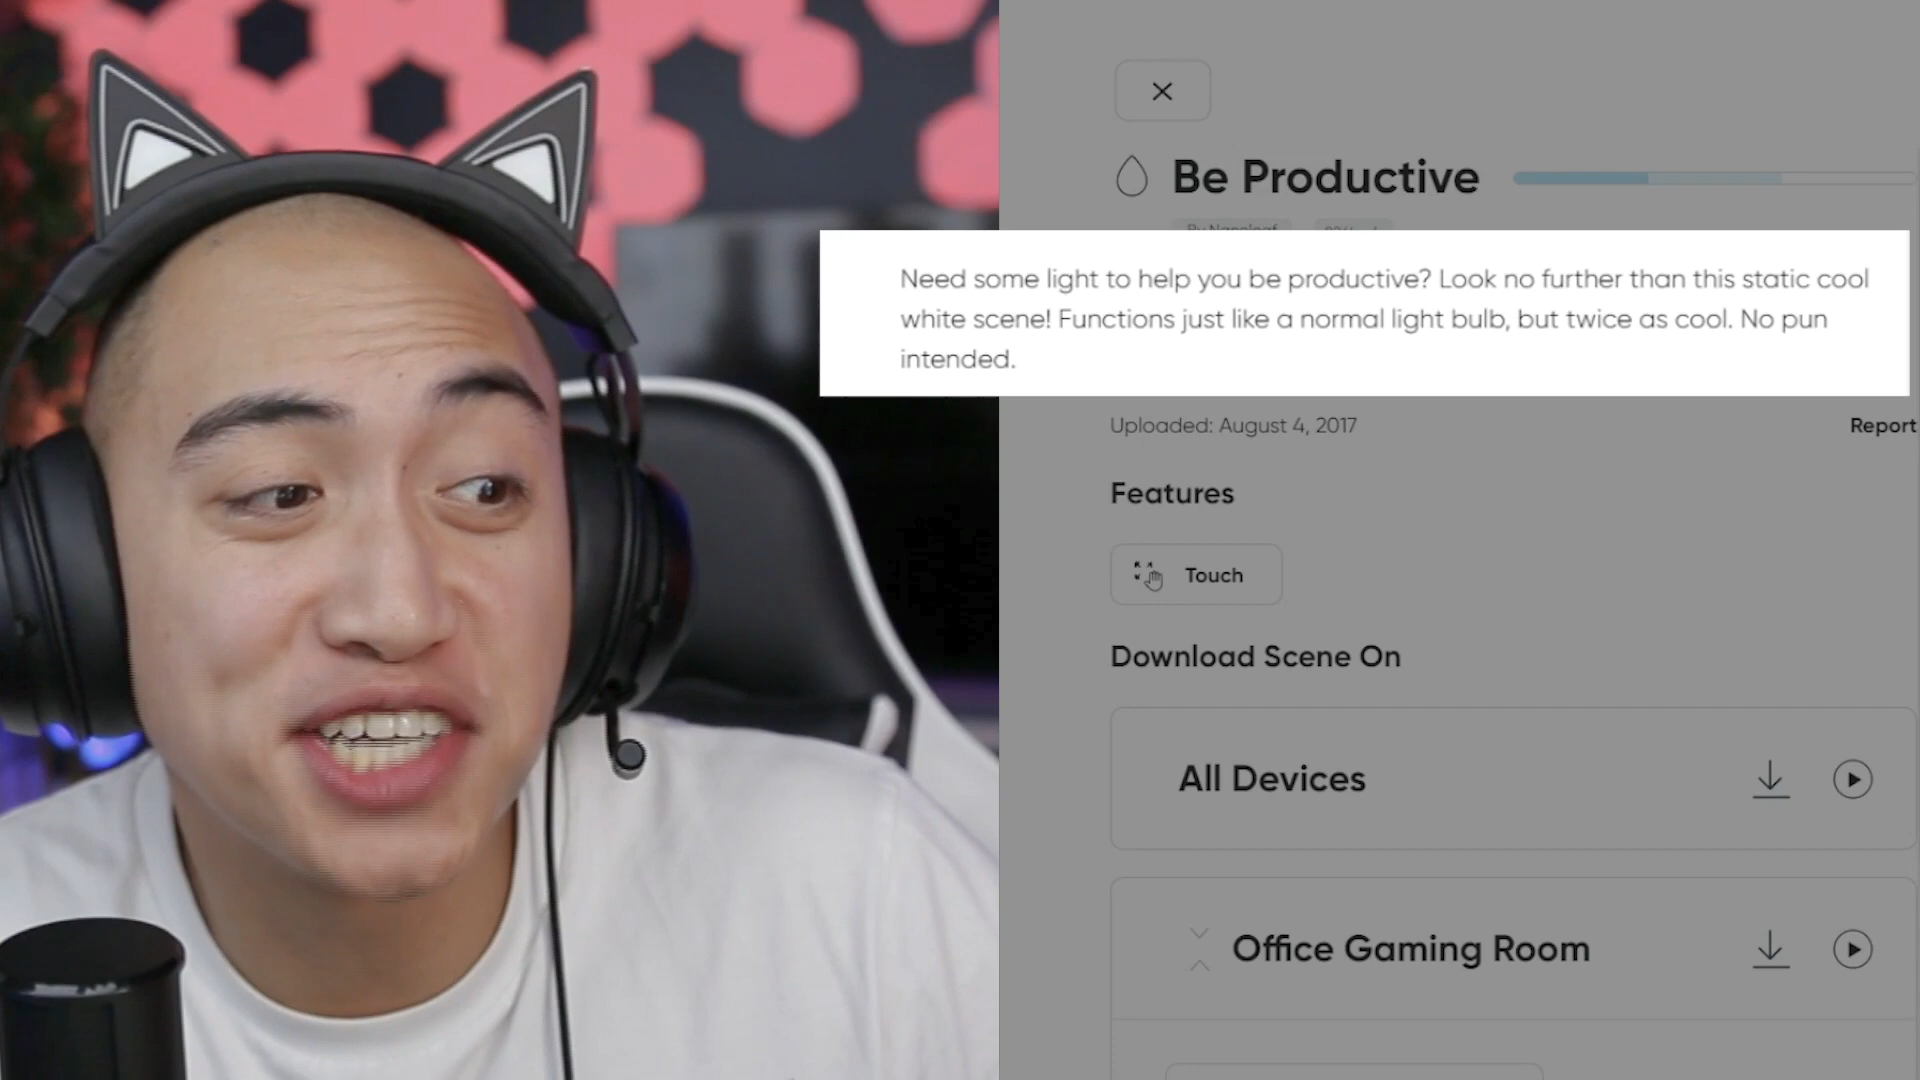 Be Productive
By Nanoleaf
Need some light to help you be productive? Look no further than this static cool
white scene! Functions just like a normal light bulb, but twice as cool. No pun
intended.
Uploaded: August 4, 2017
Report
Features
Touch
Download Scene On
All Devices
Office Gaming Room